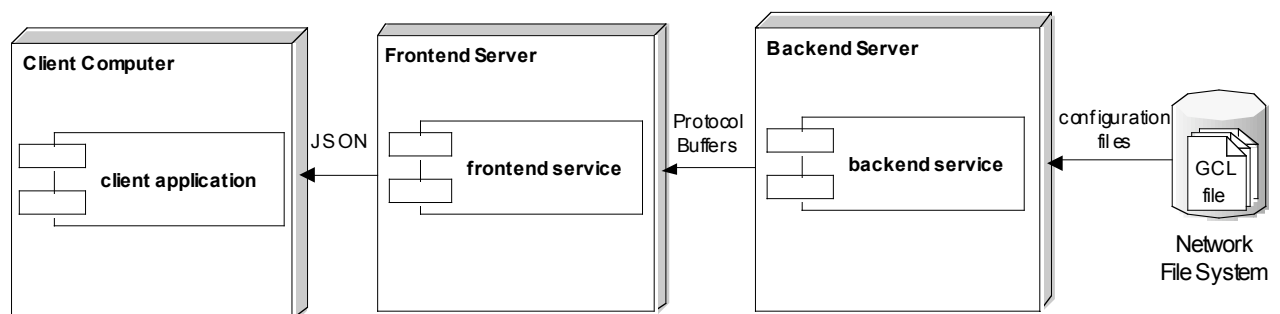 Client Computer
client application
JSON
Frontend Server
frontend service
Protocol
Buffers
Backend Server
backend service
configuration
files
GCL
file
Network
File System